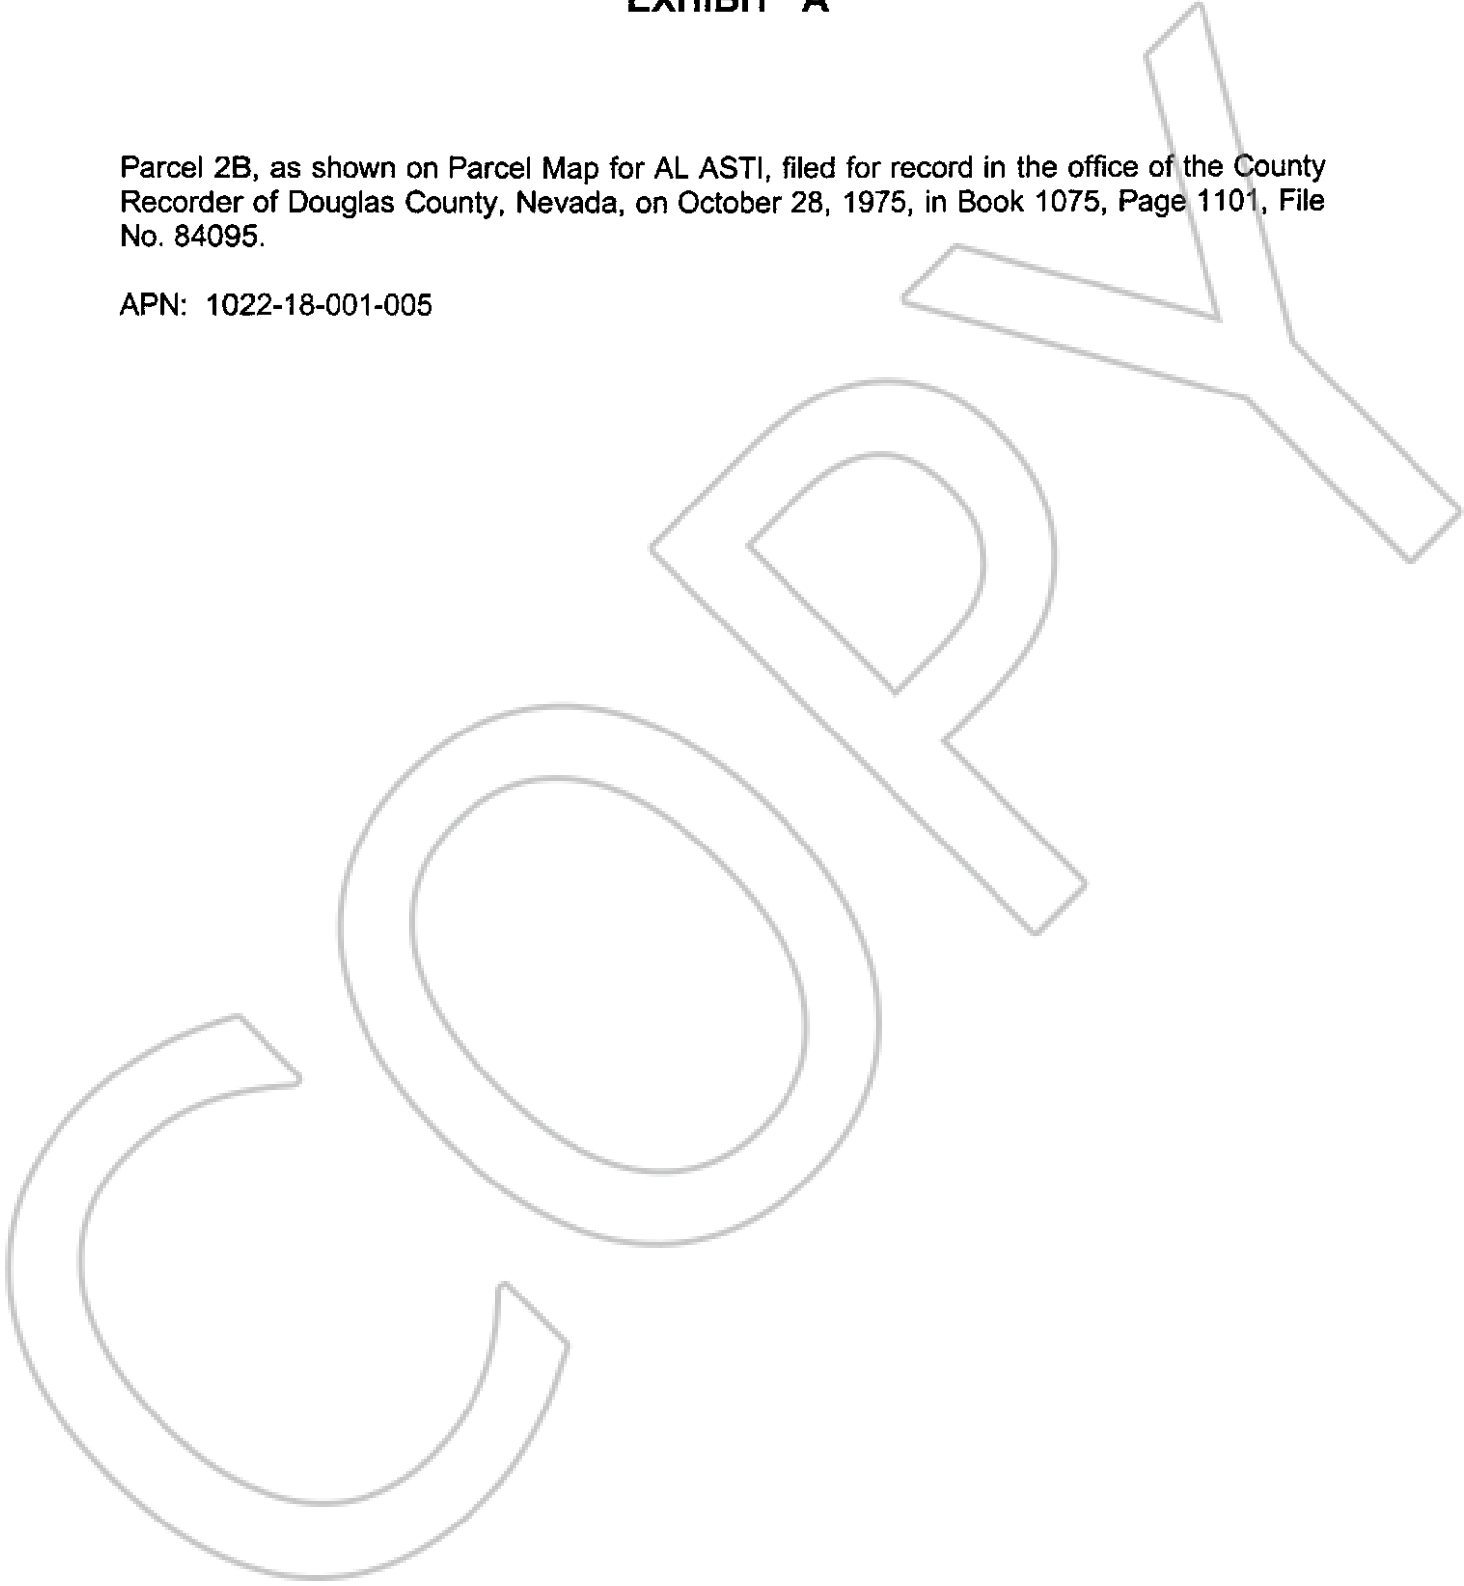 EXHIBIT "A"
Parcel 2B, as shown on Parcel Map for AL ASTI, filed for record in the office of the County
Recorder of Douglas County, Nevada, on October 28, 1975, in Book 1075, Page 1101, File
No. 84095.
APN: 1022-18-001-005
COPY